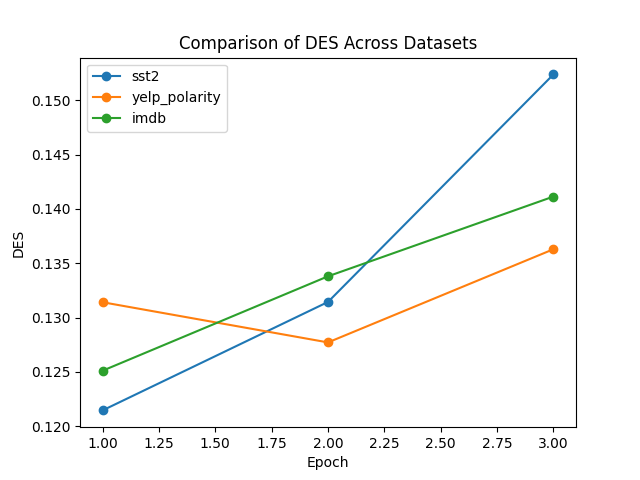 Comparison of DES Across Datasets
sst2
yelp_polarity
imdb
0.150
0.145
0.140
0.135
0.130
0.125
0.120
DES
1.00 1.25 1.50 1.75 2.00 2.25 2.50 2.75 3.00
Epoch